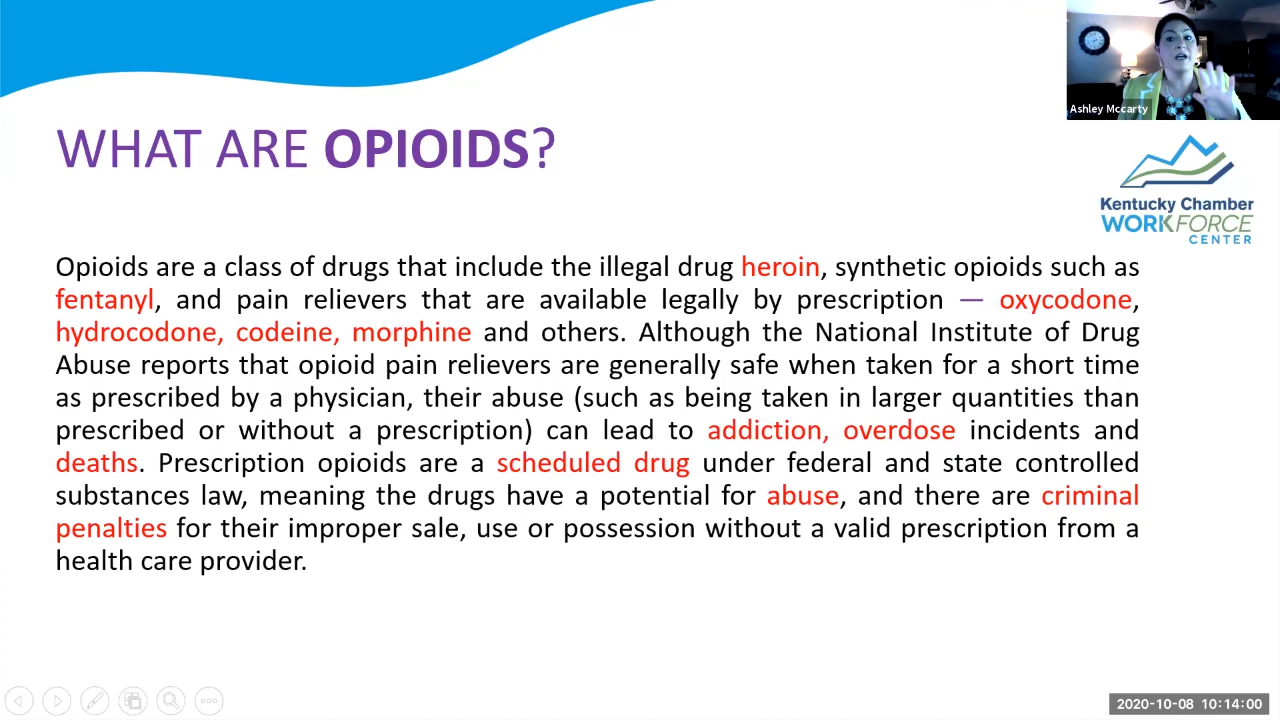 Ashley Mccarty
WHAT ARE OPIOIDS?
Kentucky Chamber
WORKFORCE
CENTER
Opioids are a class of drugs that include the illegal drug heroin, synthetic opioids such as
fentanyl, and pain relievers that are available legally by prescription — oxycodone,
hydrocodone, codeine, morphine and others. Although the National Institute of Drug
Abuse reports that opioid pain relievers are generally safe when taken for a short time
as prescribed by a physician, their abuse (such as being taken in larger quantities than
prescribed or without a prescription) can lead to addiction, overdose incidents and
deaths. Prescription opioids are a scheduled drug under federal and state controlled
substances law, meaning the drugs have a potential for abuse, and there are criminal
penalties for their improper sale, use or possession without a valid prescription from a
health care provider.
2020-10-08 10:14:00